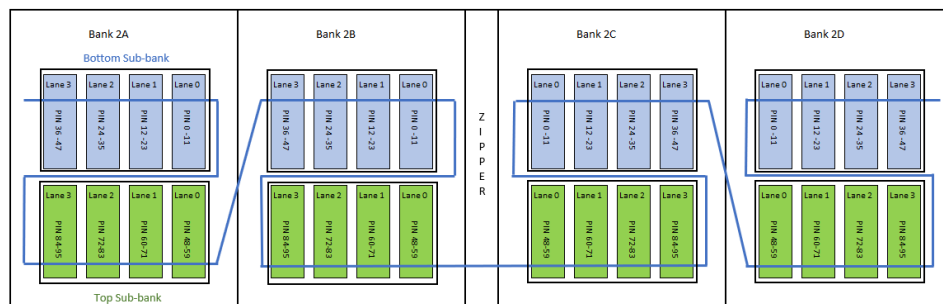 Bank 2A
Bank 2B
Bank 2C
Bank 2D
Bottom Sub-bank
Lane 3
Lane 2
Lane 1
Lane 0
Lane 3
Lane 2
Lane 1
Lane 0
Lane 0
Lane 1
Lane 2
Lane 3
Lane 0
Lane 1
Lane 2
Lane 3
PIN 36 -47
PIN 24 -35
PIN 12 -23
PIN 0 -11
PIN 36 -47
PIN 24 -35
PIN 12 -23
PIN 0 -11
ZIPPER
PIN 0 -11
PIN 12 -23
PIN 24 -35
PIN 36 -47
PIN 0 -11
PIN 12 -23
PIN 24 -35
PIN 36 -47
Lane 3
Lane 2
Lane 1
Lane 0
Lane 3
Lane 2
Lane 1
Lane 0
Lane 0
Lane 1
Lane 2
Lane 3
Lane 0
Lane 1
Lane 2
Lane 3
PIN 84-95
PIN 72-83
PIN 60-71
PIN 48-59
PIN 84-95
PIN 72-83
PIN 60-71
PIN 48-59
PIN 48-59
PIN 60-71
PIN 72-83
PIN 84-95
PIN 48-59
PIN 60-71
PIN 72-83
PIN 84-95
Top Sub-bank